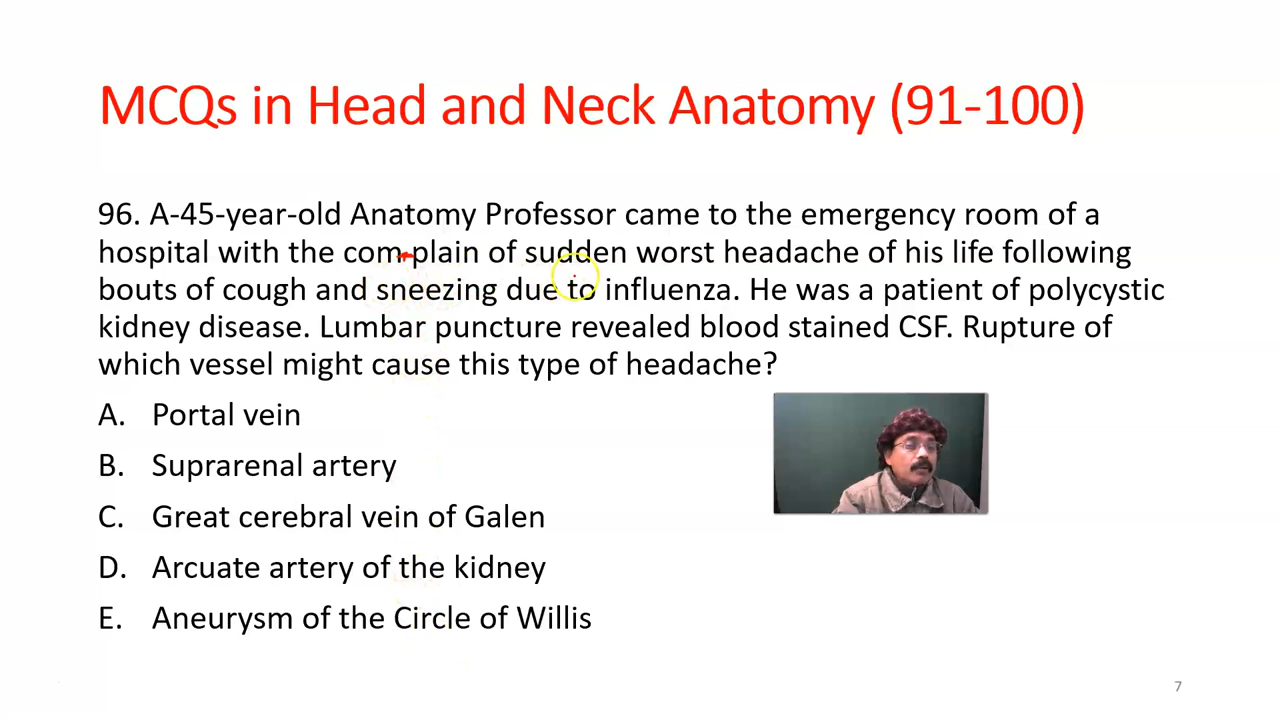 MCQs in Head and Neck Anatomy (91-100)
96. A-45-year-old Anatomy Professor came to the emergency room of a
hospital with the com-plain of sudden worst headache of his life following
bouts of cough and sneezing due to influenza. He was a patient of polycystic
kidney disease. Lumbar puncture revealed blood stained CSF. Rupture of
which vessel might cause this type of headache?
A. Portal vein
B. Suprarenal artery
C. Great cerebral vein of Galen
D. Arcuate artery of the kidney
E. Aneurysm of the Circle of Willis
7